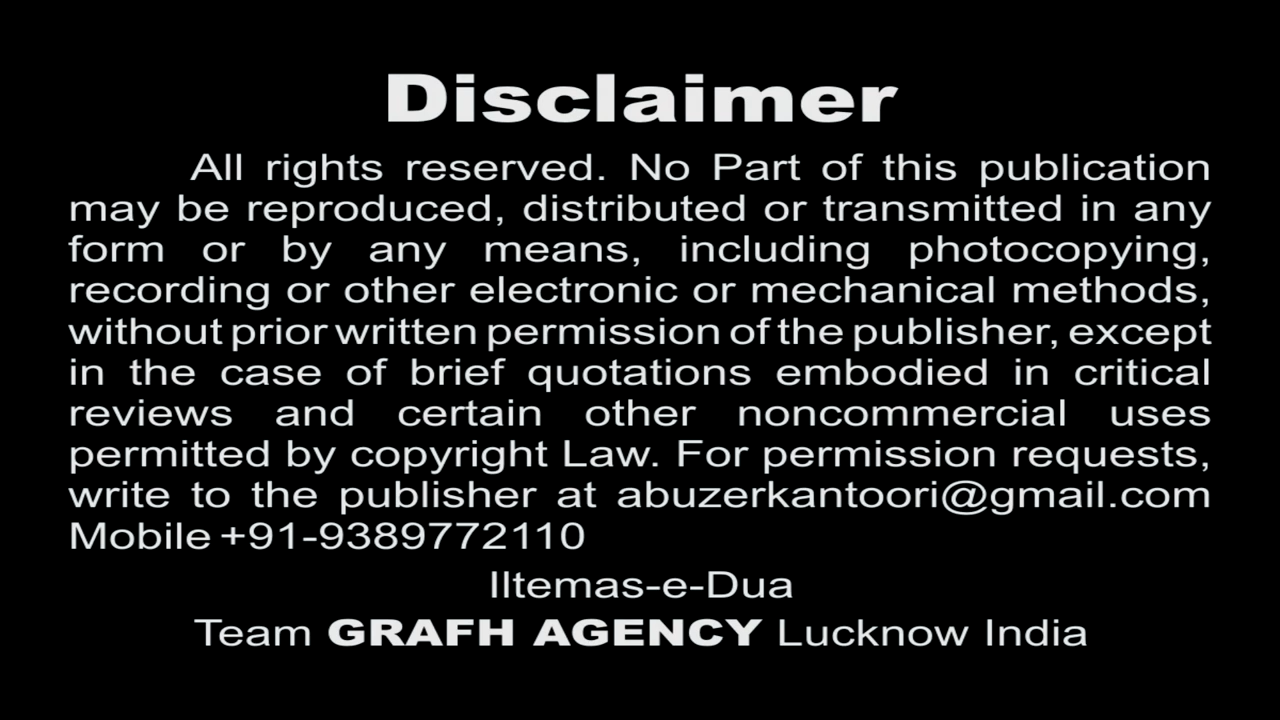 Disclaimer
All rights reserved. No Part of this publication
may be reproduced, distributed or transmitted in any
form or by any means, including photocopying,
recording or other electronic or mechanical methods,
without prior written permission of the publisher, except
in the case of brief quotations embodied in critical
reviews and certain other noncommercial uses
permitted by copyright Law. For permission requests,
write to the publisher at abuzerkantoori@gmail.com
Mobile +91-9389772110
Iltemas-e-Dua
Team GRAFH AGENCY Lucknow India